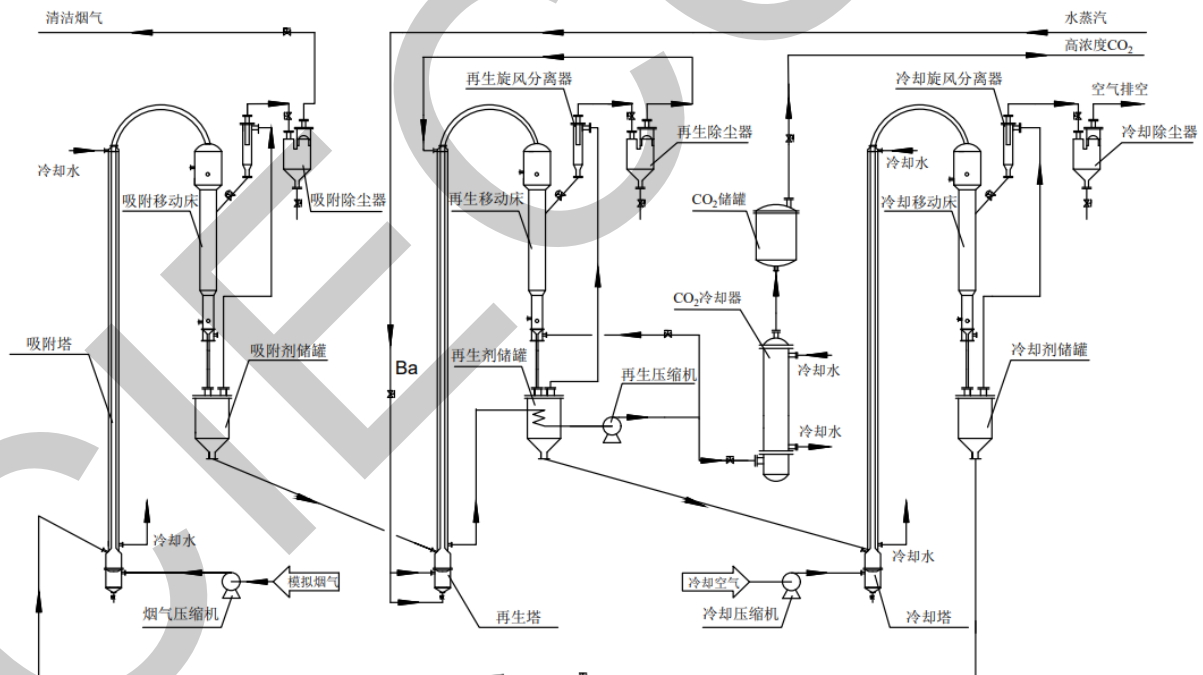 清洁烟气
水蒸汽
高浓度CO₂
再生旋风分离器
冷却旋风分离器
空气排空
再生除尘器
冷却除尘器
冷却水
冷却水
吸附移动床
吸附除尘器
再生移动床
CO₂储罐
冷却移动床
CO₂冷却器
吸附塔
吸附剂储罐
再生剂储罐
冷却剂储罐
Ba
再生压缩机
冷却水
冷却水
冷却水
冷却水
模拟烟气
冷却空气
烟气压缩机
再生塔
冷却压缩机
冷却塔
CIECC